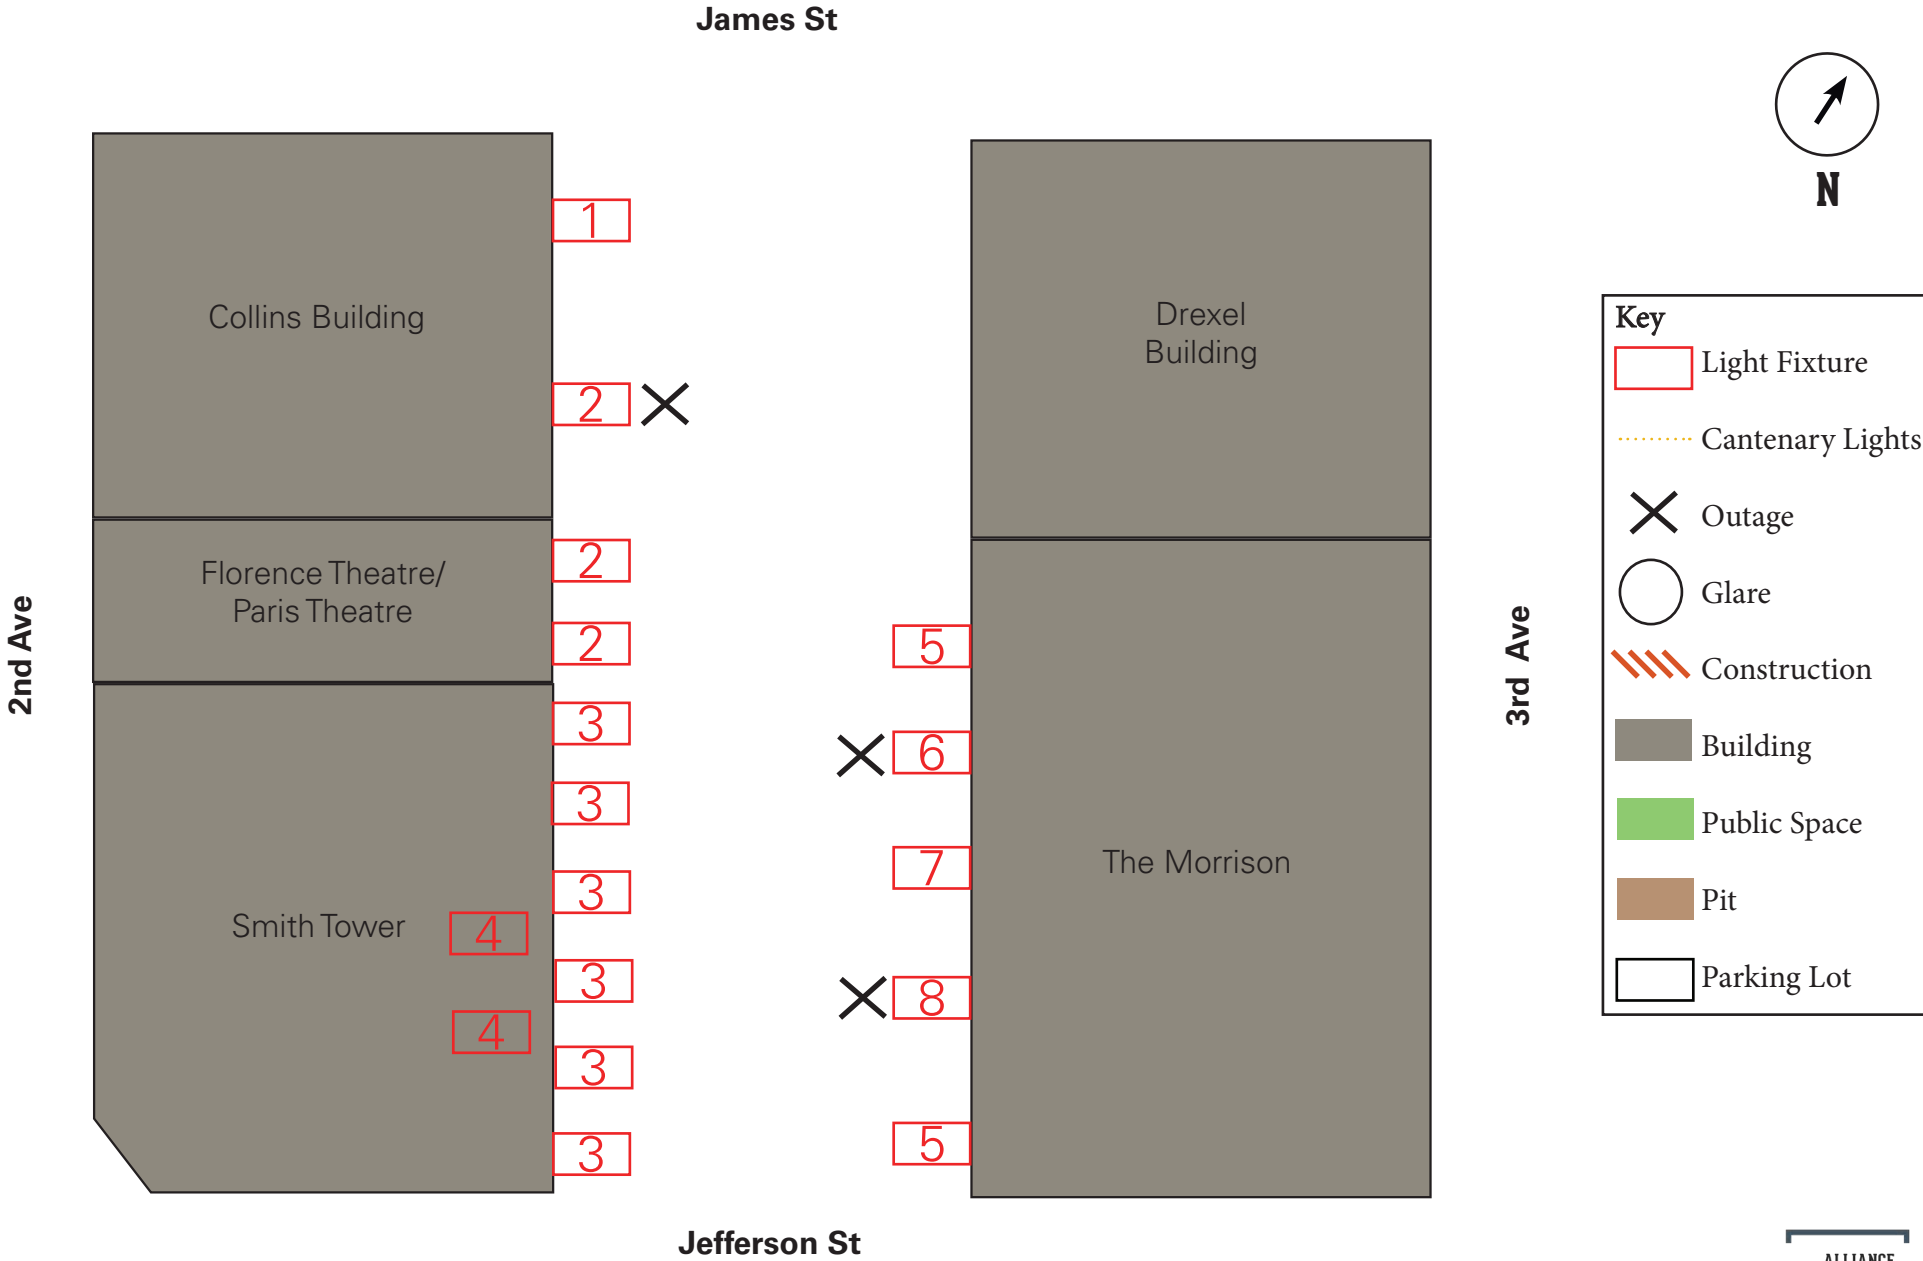 James St
N
1
Collins Building
Drexel
Building
2
2
Florence Theatre/
Paris Theatre
2
2nd Ave
3
3
3
Smith Tower
4
3
4
3
3
5
6
7
The Morrison
8
5
3rd Ave
Key
Light Fixture
Cantenary Lights
Outage
Glare
Construction
Building
Public Space
Pit
Parking Lot
Jefferson St
ALLIANCE